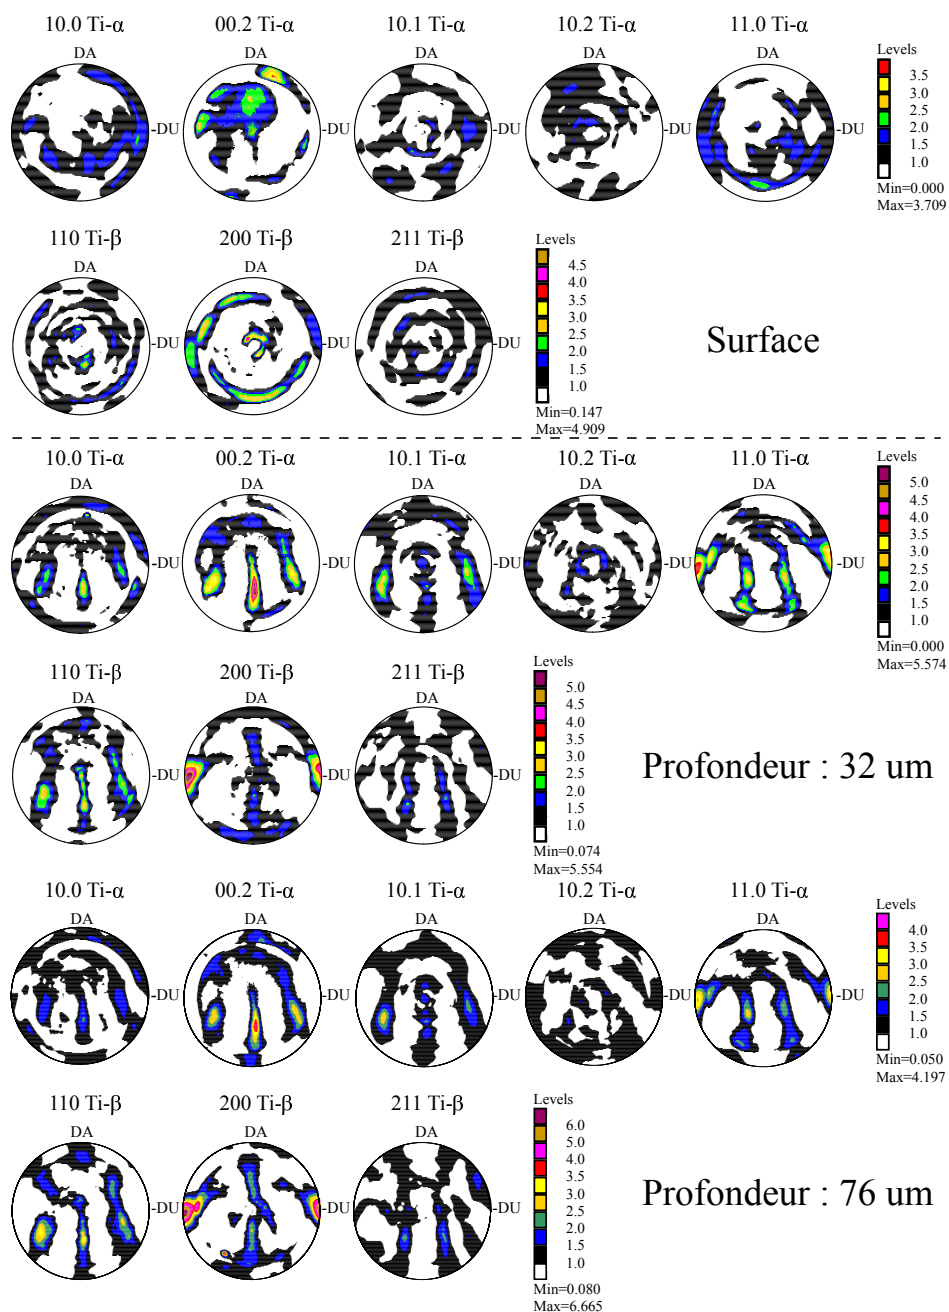 10.0 Ti-α 00.2 Ti-α 10.1 Ti-α 10.2 Ti-α 11.0 Ti-α
DA DA DA DA DA
-DU -DU -DU -DU -DU
Levels
3.5
3.0
2.5
2.0
1.5
1.0
Min=0.000
Max=3.709
110 Ti-β 200 Ti-β 211 Ti-β
DA DA DA
-DU -DU -DU
Levels
4.5
4.0
3.5
3.0
2.5
2.0
1.5
1.0
Min=0.147
Max=4.909
Surface
10.0 Ti-α 00.2 Ti-α 10.1 Ti-α 10.2 Ti-α 11.0 Ti-α
DA DA DA DA DA
-DU -DU -DU -DU -DU
Levels
5.0
4.5
4.0
3.5
3.0
2.5
2.0
1.5
1.0
Min=0.000
Max=5.574
110 Ti-β 200 Ti-β 211 Ti-β
DA DA DA
-DU -DU -DU
Levels
5.0
4.5
4.0
3.5
3.0
2.5
2.0
1.5
1.0
Min=0.074
Max=5.554
Profondeur : 32 um
10.0 Ti-α 00.2 Ti-α 10.1 Ti-α 10.2 Ti-α 11.0 Ti-α
DA DA DA DA DA
-DU -DU -DU -DU -DU
Levels
4.0
3.5
3.0
2.5
2.0
1.5
1.0
Min=0.050
Max=4.197
110 Ti-β 200 Ti-β 211 Ti-β
DA DA DA
-DU -DU -DU
Levels
6.0
5.0
4.0
3.5
3.0
2.5
2.0
1.5
1.0
Min=0.080
Max=6.665
Profondeur : 76 um